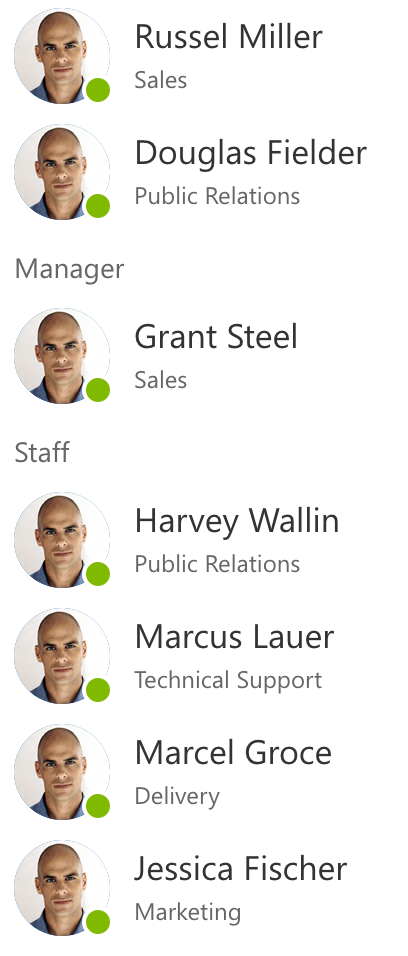 Russel Miller
Sales
Douglas Fielder
Public Relations
Manager
Grant Steel
Sales
Staff
Harvey Wallin
Public Relations
Marcus Lauer
Technical Support
Marcel Groce
Delivery
Jessica Fischer
Marketing